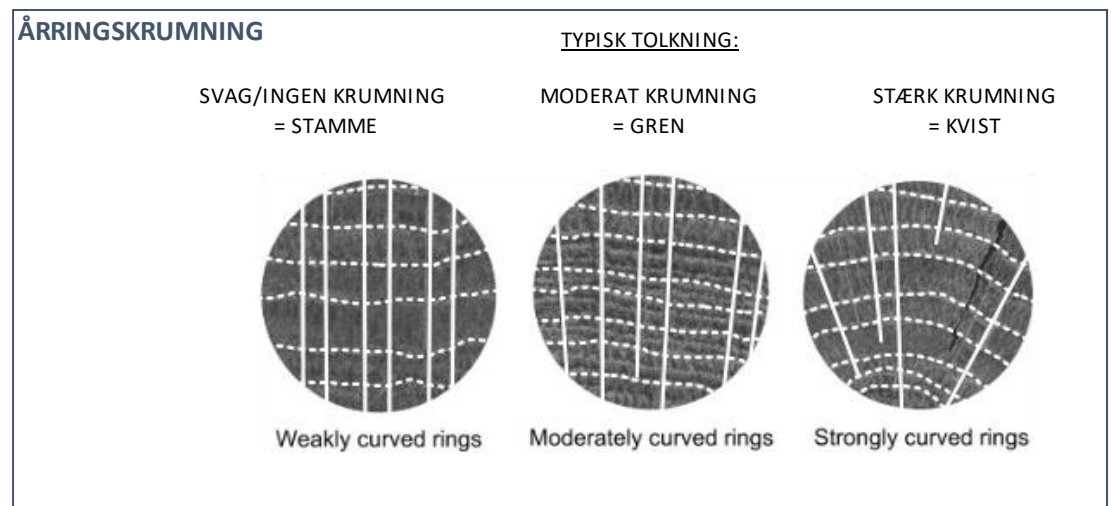 ÅRRINGSKRUMNING
TYPISK TOLKNING:
SVAG/INGEN KRUMNING
= STAMME
MODERAT KRUMNING
= GREN
STÆRK KRUMNING
= KVIST
Weakly curved rings
Moderately curved rings
Strongly curved rings